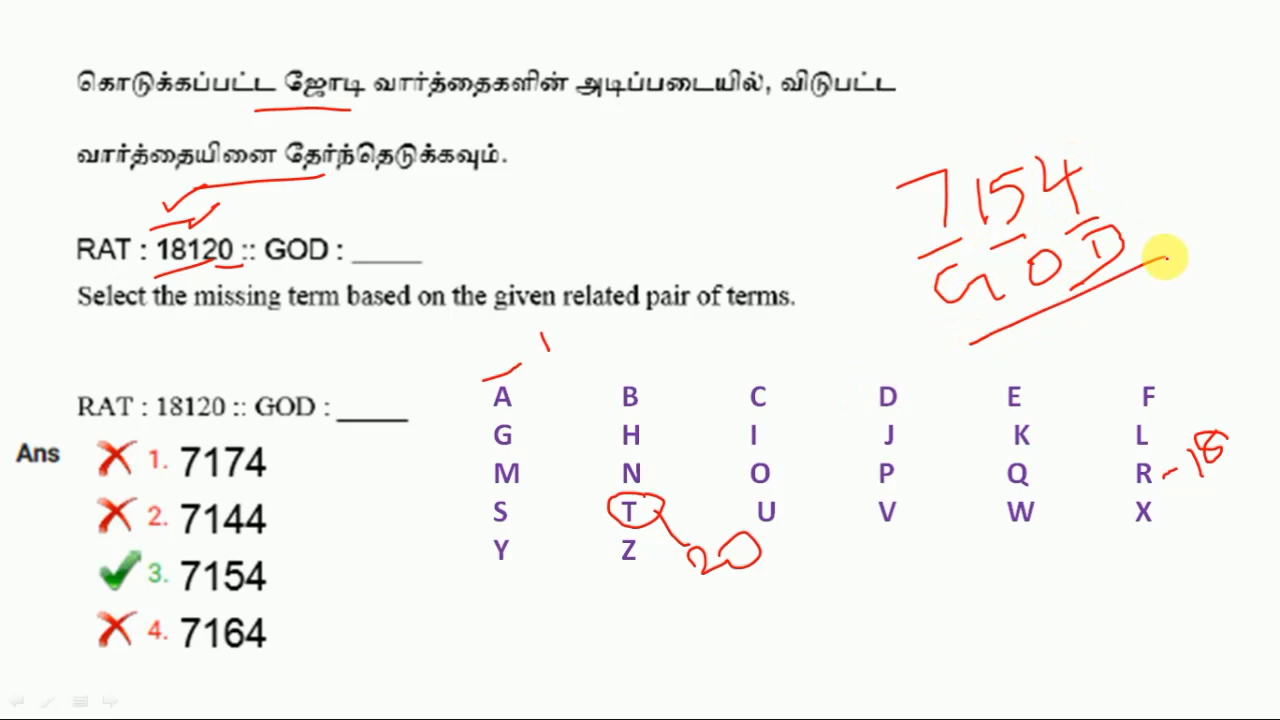 கொடுக்கப்பட்ட ஜோடி வார்த்தைகளின் அடிப்படையில், விடுபட்ட
வார்த்தையினை தேர்ந்தெடுக்கவும்.
7154
GOD
RAT : 18120 :: GOD : _____
Select the missing term based on the given related pair of terms.
1
RAT : 18120 :: GOD : _____
A B C D E F
Ans 1. 7174
G H I J K L
M N O P Q R - 18
2. 7144
S T U V W X
Y Z 20
3. 7154
4. 7164